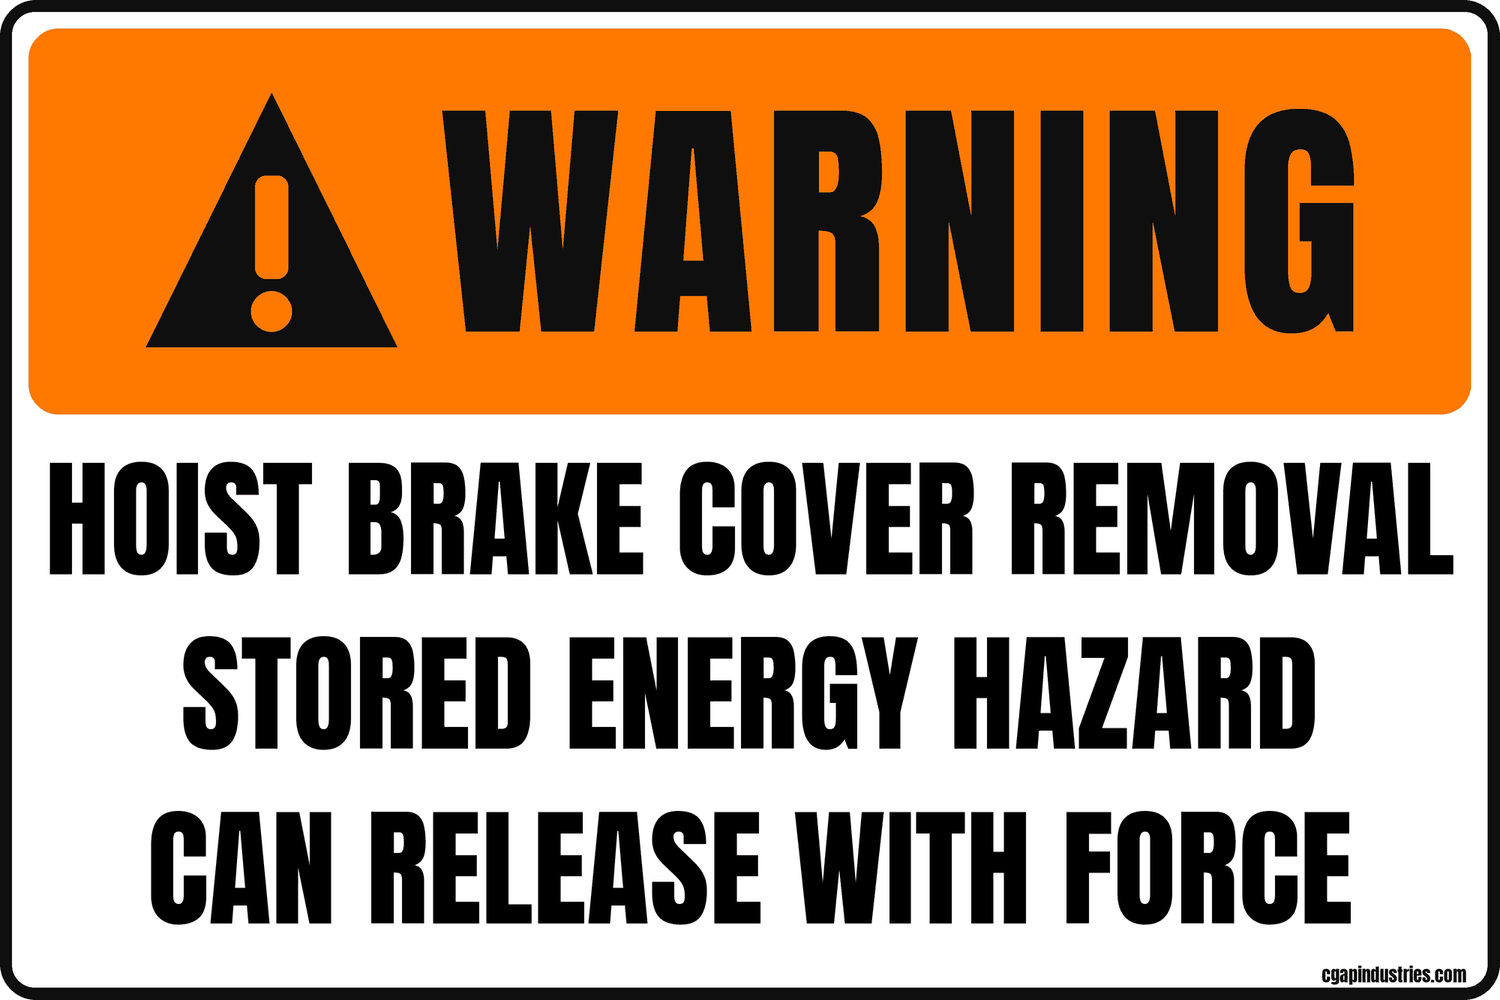 WARNING
HOIST BRAKE COVER REMOVAL
STORED ENERGY HAZARD
CAN RELEASE WITH FORCE
cgapindustries.com